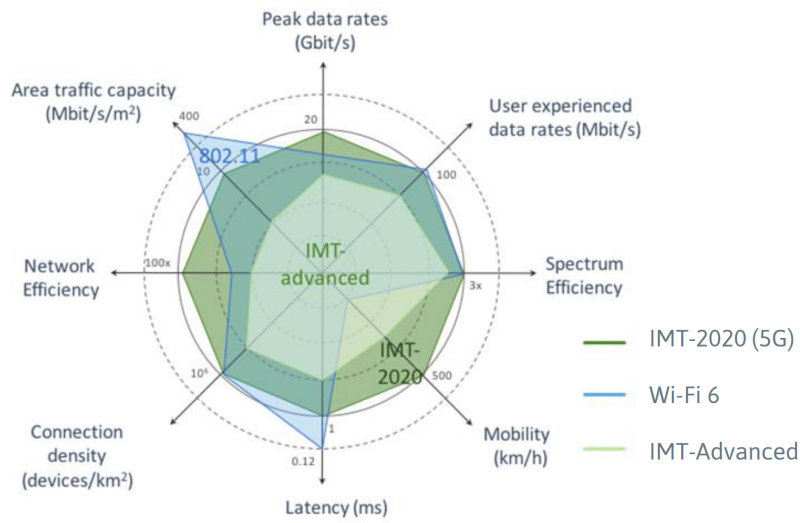 Peak data rates
(Gbit/s)
Area traffic capacity
(Mbit/s/m²)
User experienced
data rates (Mbit/s)
400
20
802.11
10
100
IMT-
advanced
Network
Efficiency
100x
Spectrum
Efficiency
3x
IMT-2020 (5G)
IMT-
2020
10⁶
500
Wi-Fi 6
1
Connection
density
(devices/km²)
Mobility
(km/h)
IMT-Advanced
0.12
Latency (ms)